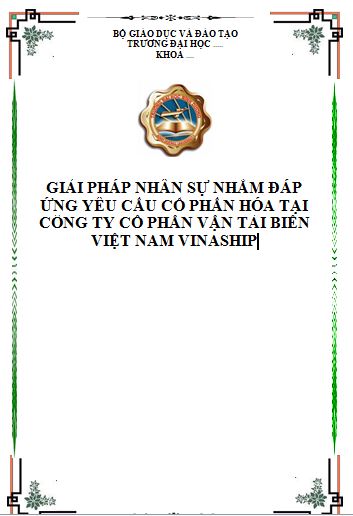 BỘ GIÁO DỤC VÀ ĐÀO TẠO
TRƯỜNG ĐẠI HỌC .....
KHOA ....
GIẢI PHÁP NHÂN SỰ NHẰM ĐÁP
ỨNG YÊU CẦU CỔ PHẦN HÓA TẠI
CÔNG TY CỔ PHẦN VẬN TẢI BIỂN
VIỆT NAM VINASHIP